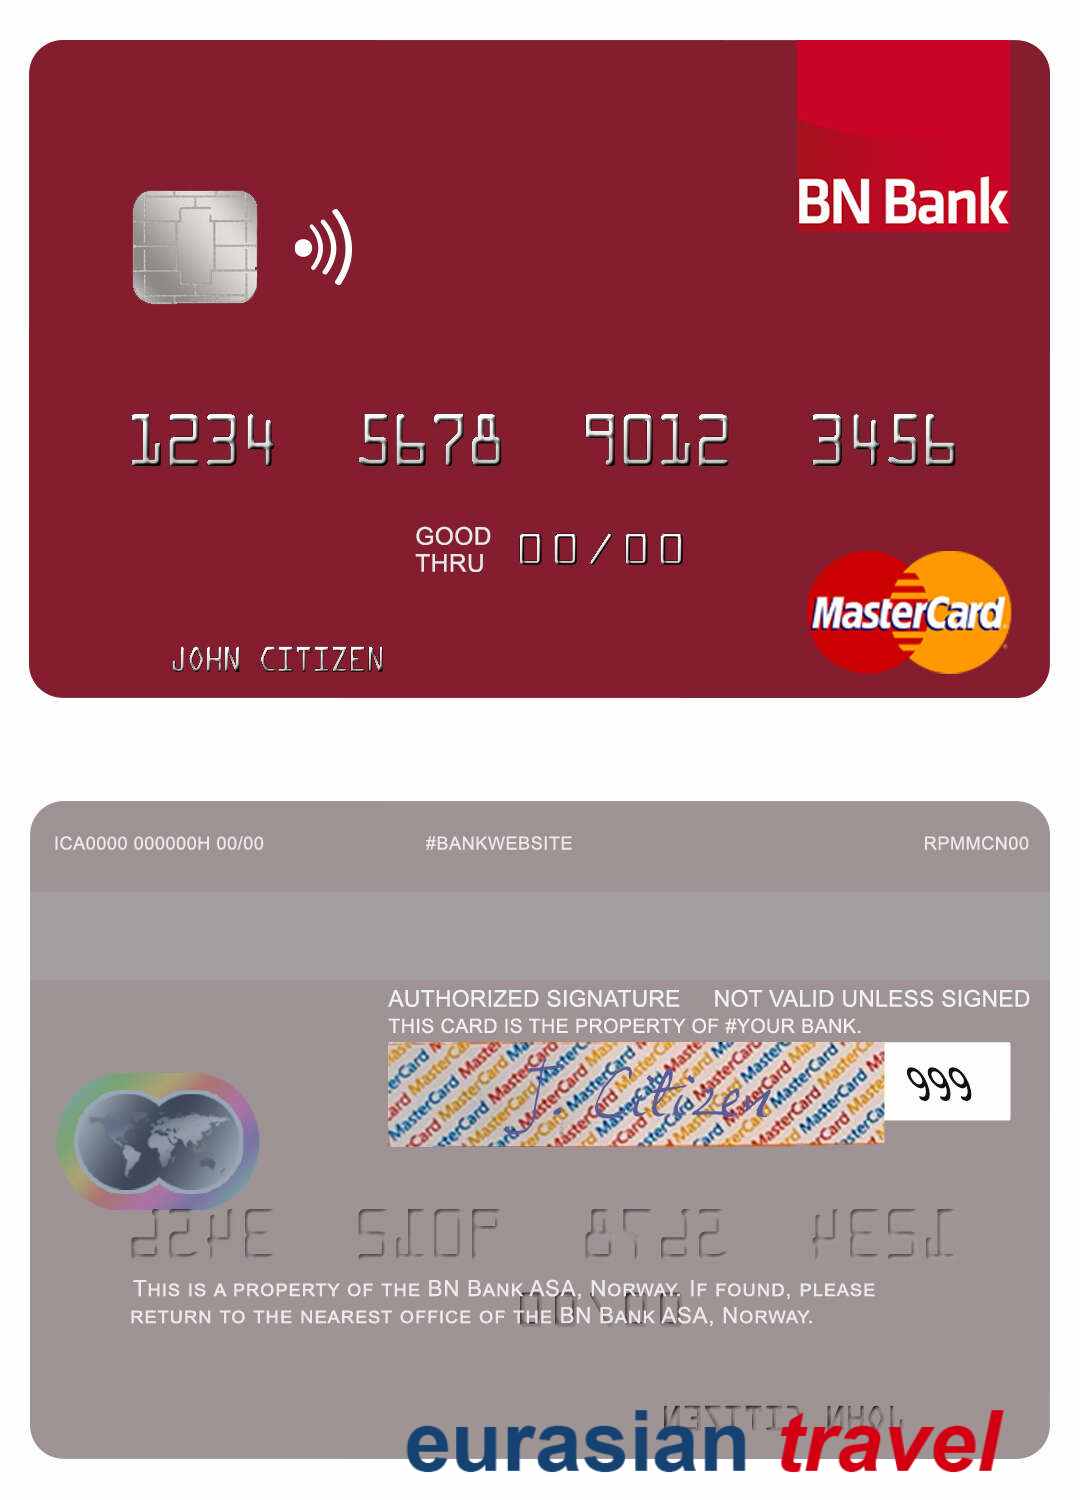 BN Bank
1234 5678 9012 3456
GOOD THRU 00/00
MasterCard
JOHN CITIZEN
ICA0000 000000H 00/00 #BANKWEBSITE RPMMCN00
AUTHORIZED SIGNATURE NOT VALID UNLESS SIGNED
THIS CARD IS THE PROPERTY OF #YOUR BANK.
MasterCard
J. Citizen
999
THIS IS A PROPERTY OF THE BN BANK ASA, NORWAY. IF FOUND, PLEASE
RETURN TO THE NEAREST OFFICE OF THE BN BANK ASA, NORWAY.
eurasian travel